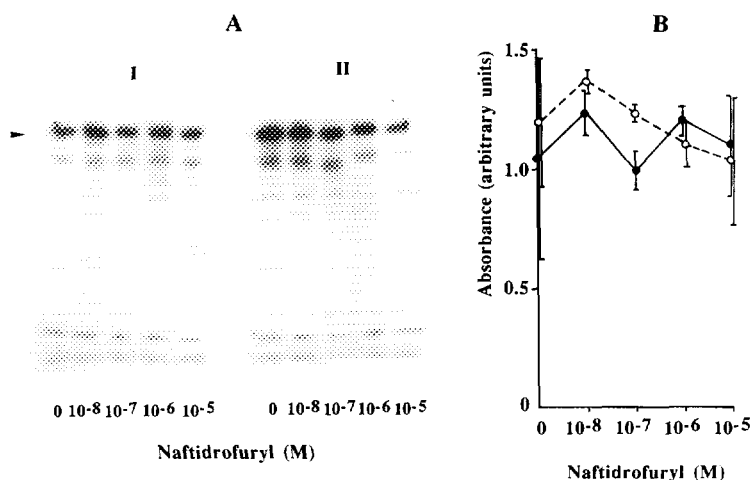 A
I II
0 10-8 10-7 10-6 10-5 0 10-8 10-7 10-6 10-5
Naftidrofuryl (M)
B
Absorbance (arbitrary units)
1.5
1.0
0.5
0
0 10-8 10-7 10-6 10-5
Naftidrofuryl (M)